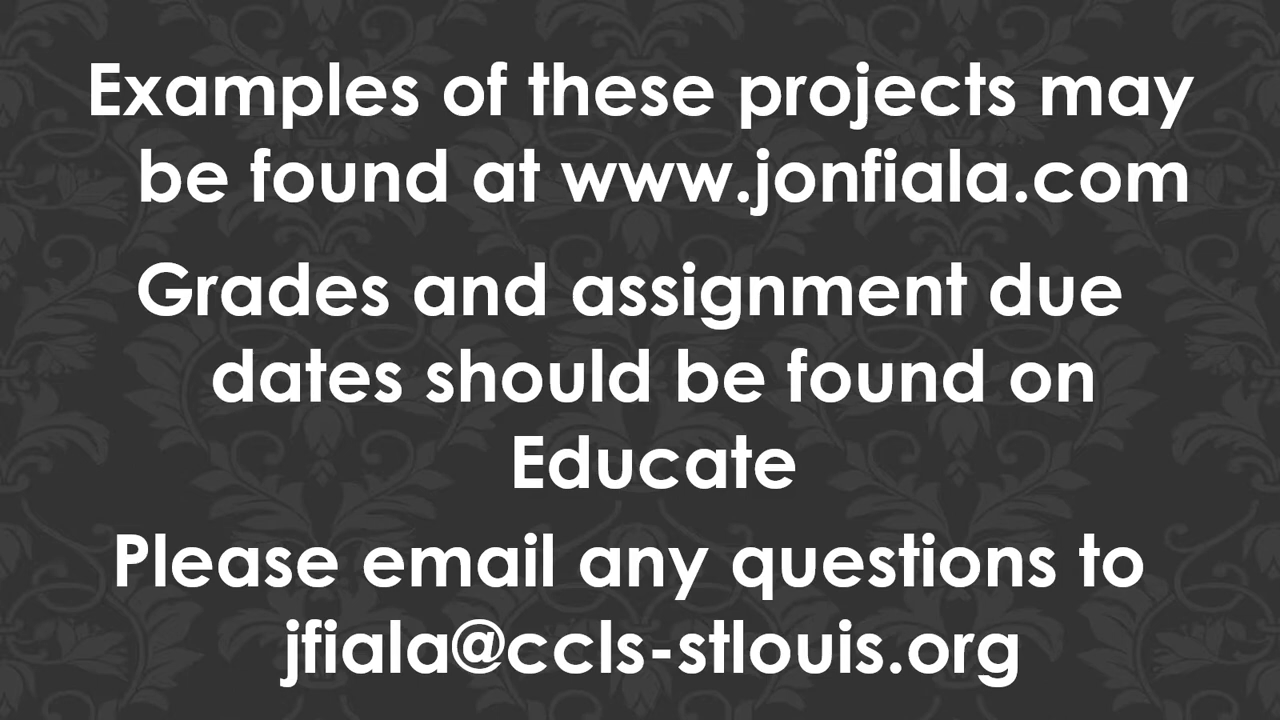 Examples of these projects may
be found at www.jonfiala.com
Grades and assignment due
dates should be found on
Educate
Please email any questions to
jfiala@ccls-stlouis.org